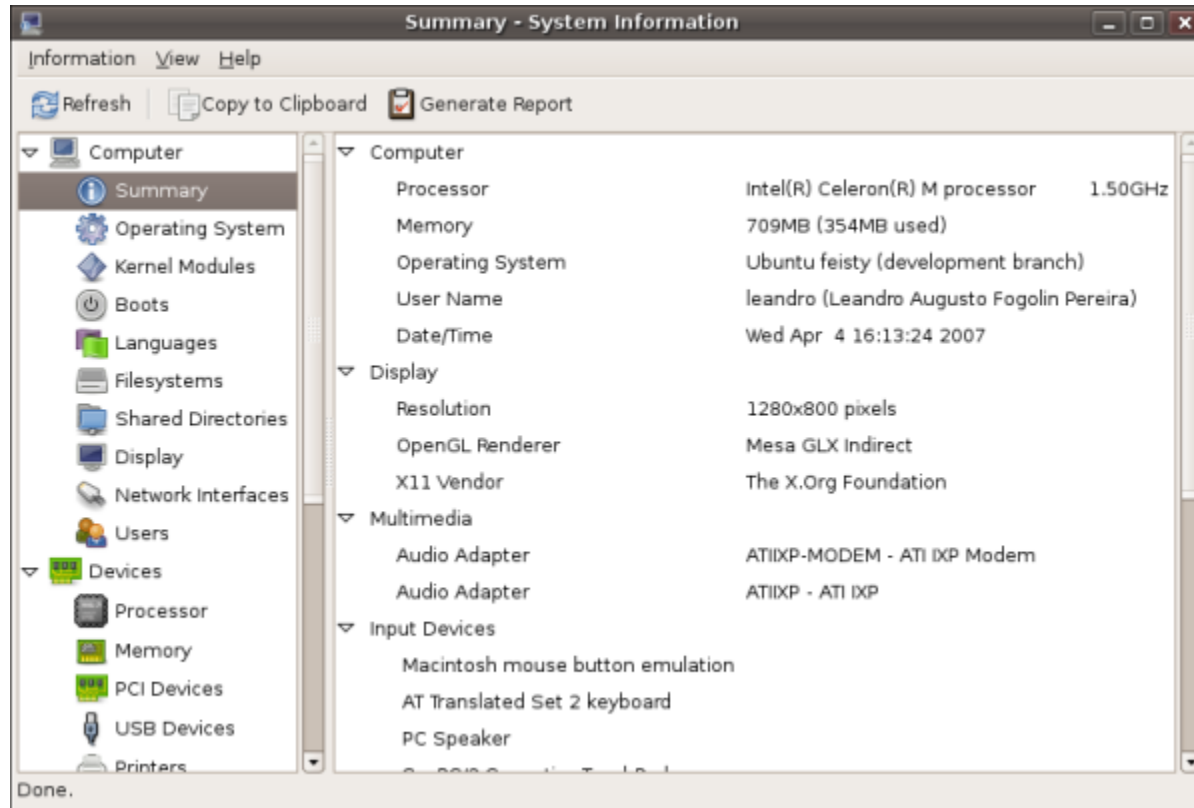 Summary - System Information
Information View Help
Refresh Copy to Clipboard Generate Report
Computer
Summary
Operating System
Kernel Modules
Boots
Languages
Filesystems
Shared Directories
Display
Network Interfaces
Users
Devices
Processor
Memory
PCI Devices
USB Devices
Printers
Computer
Processor Intel(R) Celeron(R) M processor 1.50GHz
Memory 709MB (354MB used)
Operating System Ubuntu feisty (development branch)
User Name leandro (Leandro Augusto Fogolin Pereira)
Date/Time Wed Apr 4 16:13:24 2007
Display
Resolution 1280x800 pixels
OpenGL Renderer Mesa GLX Indirect
X11 Vendor The X.Org Foundation
Multimedia
Audio Adapter ATIIXP-MODEM - ATI IXP Modem
Audio Adapter ATIIXP - ATI IXP
Input Devices
Macintosh mouse button emulation
AT Translated Set 2 keyboard
PC Speaker
Done.